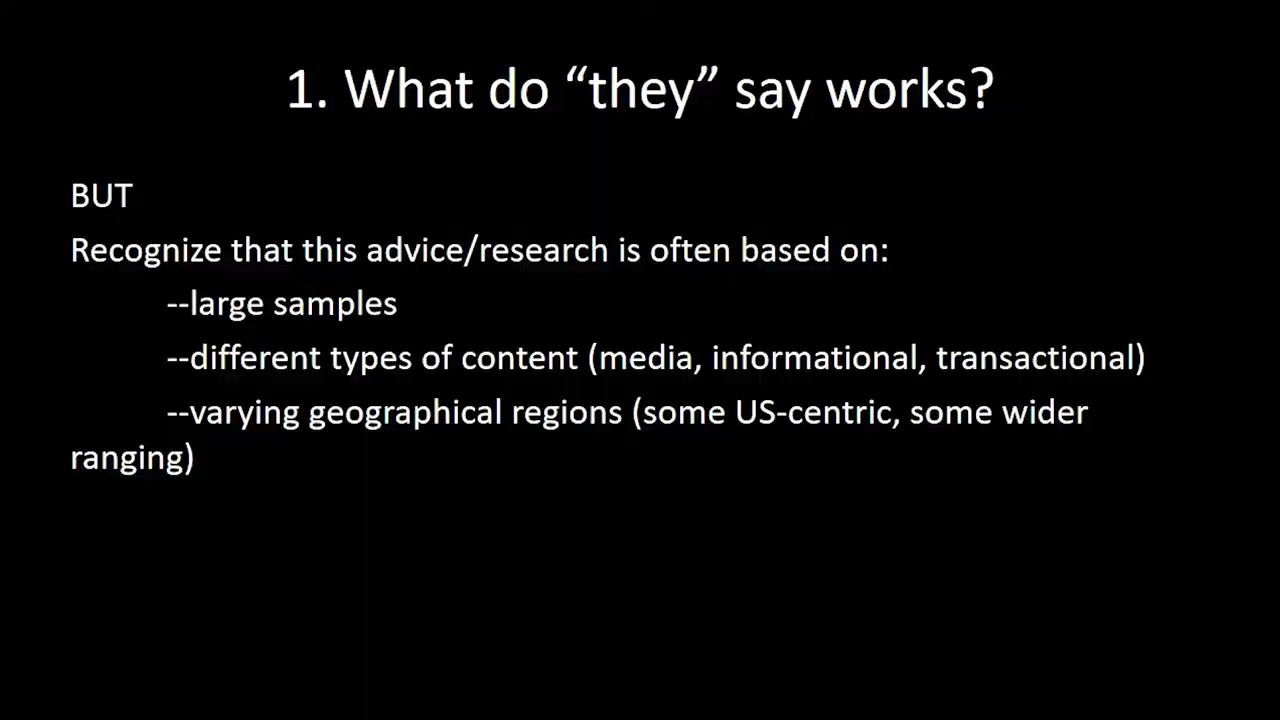 1. What do “they” say works?
BUT
Recognize that this advice/research is often based on:
--large samples
--different types of content (media, informational, transactional)
--varying geographical regions (some US-centric, some wider
ranging)